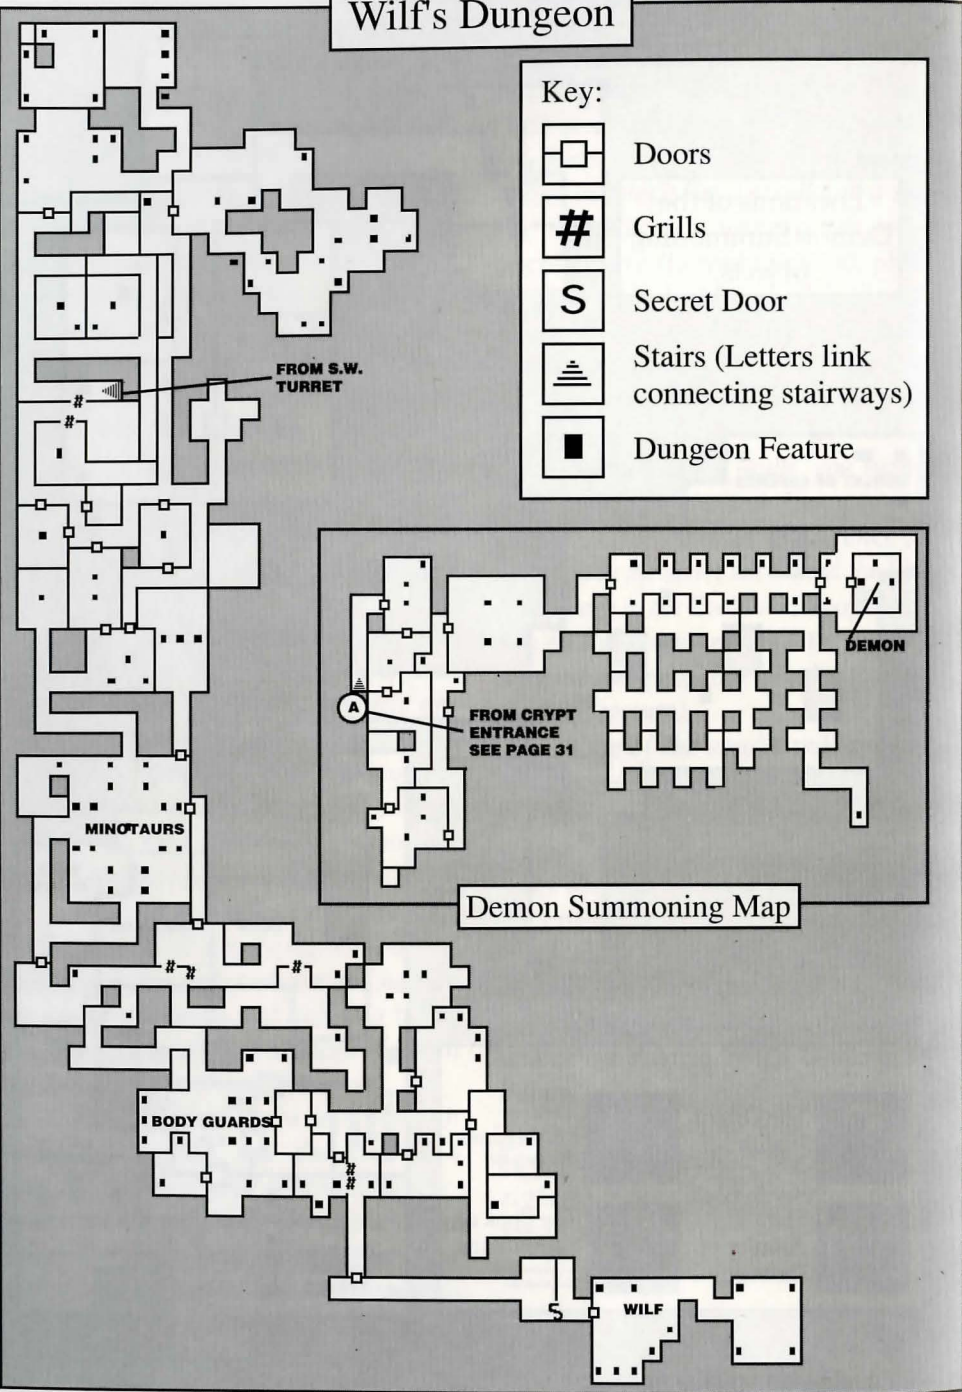 Wilf's Dungeon
Key:
Doors
#
Grills
S
Secret Door
Stairs (Letters link
connecting stairways)
Dungeon Feature
FROM S.W.
TURRET
#
#
DEMON
A
FROM CRYPT
ENTRANCE
SEE PAGE 31
MINOTAURS
Demon Summoning Map
#
#
#
BODY GUARDS
#
#
S
WILF